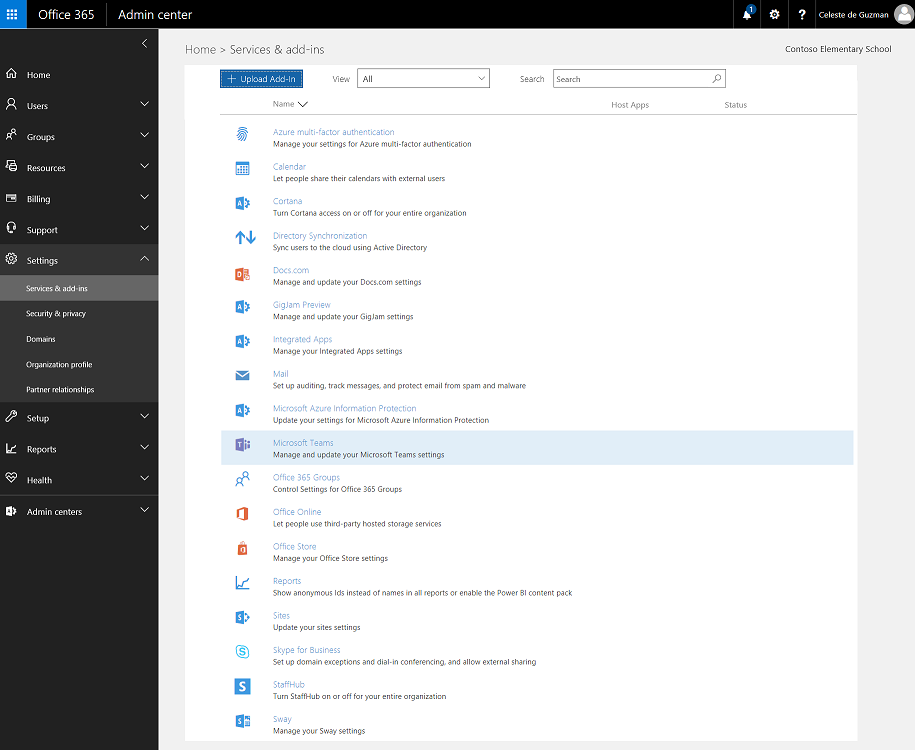 Office 365 Admin center 1 ? Celeste de Guzman
Home > Services & add-ins Contoso Elementary School
+ Upload Add-In View All Search Search
Name Host Apps Status
Home
Users
Groups
Resources
Billing
Support
Settings
Services & add-ins
Security & privacy
Domains
Organization profile
Partner relationships
Setup
Reports
Health
Admin centers
Azure multi-factor authentication
Manage your settings for Azure multi-factor authentication
Calendar
Let people share their calendars with external users
Cortana
Turn Cortana access on or off for your entire organization
Directory Synchronization
Sync users to the cloud using Active Directory
Docs.com
Manage and update your Docs.com settings
GigJam Preview
Manage and update your GigJam settings
Integrated Apps
Manage your Integrated Apps settings
Mail
Set up auditing, track messages, and protect email from spam and malware
Microsoft Azure Information Protection
Update your settings for Microsoft Azure Information Protection
Microsoft Teams
Manage and update your Microsoft Teams settings
Office 365 Groups
Control Settings for Office 365 Groups
Office Online
Let people use third-party hosted storage services
Office Store
Manage your Office Store settings
Reports
Show anonymous Ids instead of names in all reports or enable the Power BI content pack
Sites
Update your sites settings
Skype for Business
Set up domain exceptions and dial-in conferencing, and allow external sharing
StaffHub
Turn StaffHub on or off for your entire organization
Sway
Manage your Sway settings